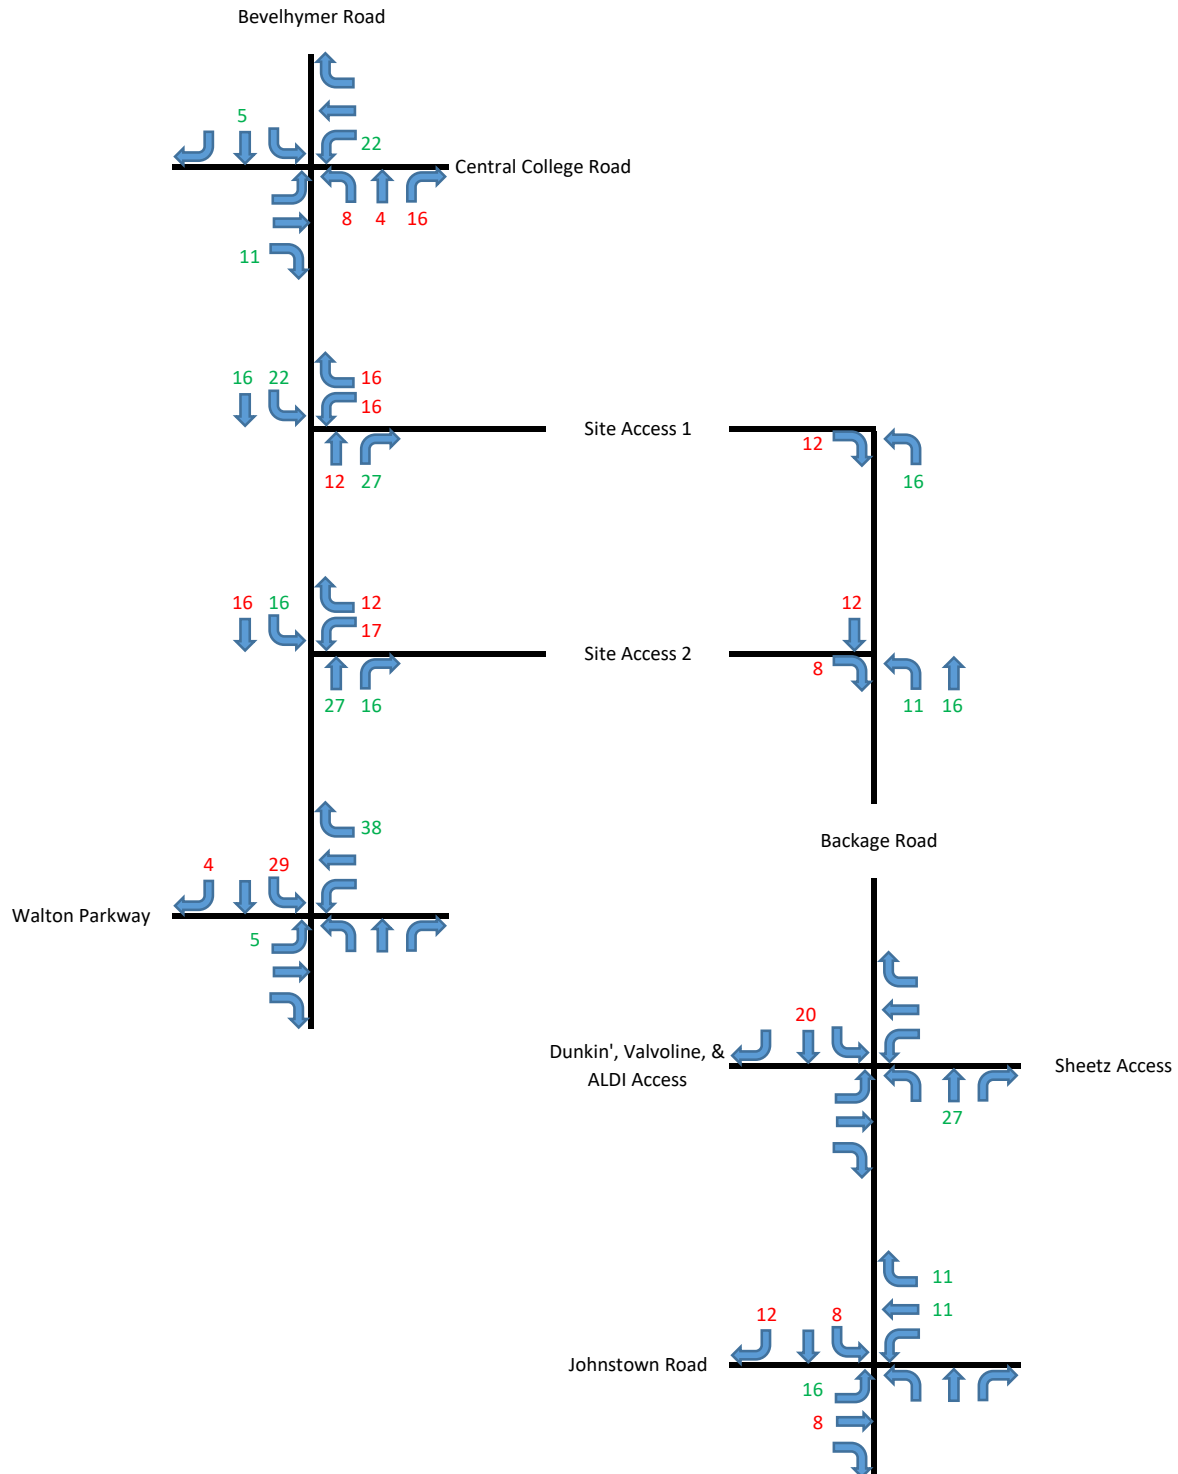 Bevelhymer Road
5
22
Central College Road
8 4 16
11
16 22 16
16
Site Access 1
12
12 27
16
16 16 12
17
12
Site Access 2
8
27 16
11 16
38
Backage Road
4 29
Walton Parkway
5
20
Dunkin', Valvoline, &
ALDI Access
Sheetz Access
27
11
12 8
11
Johnstown Road
16
8